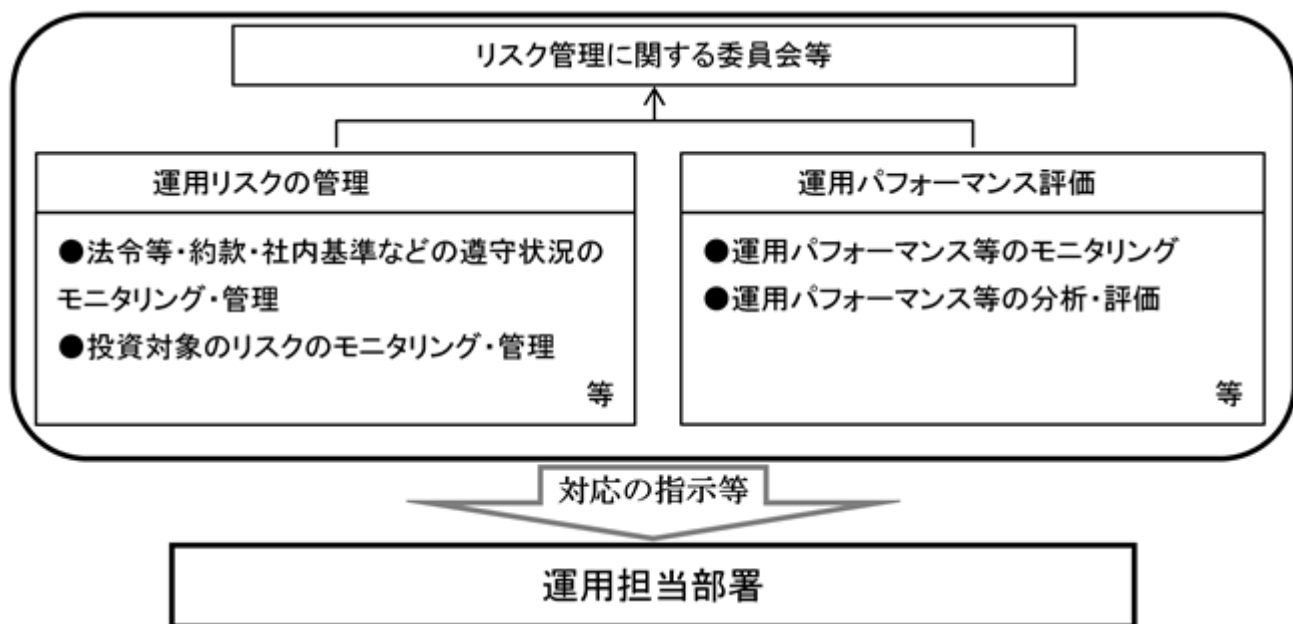 リスク管理に関する委員会等
運用リスクの管理
●法令等・約款・社内基準などの遵守状況の
モニタリング・管理
●投資対象のリスクのモニタリング・管理
等
運用パフォーマンス評価
●運用パフォーマンス等のモニタリング
●運用パフォーマンス等の分析・評価
等
対応の指示等
運用担当部署